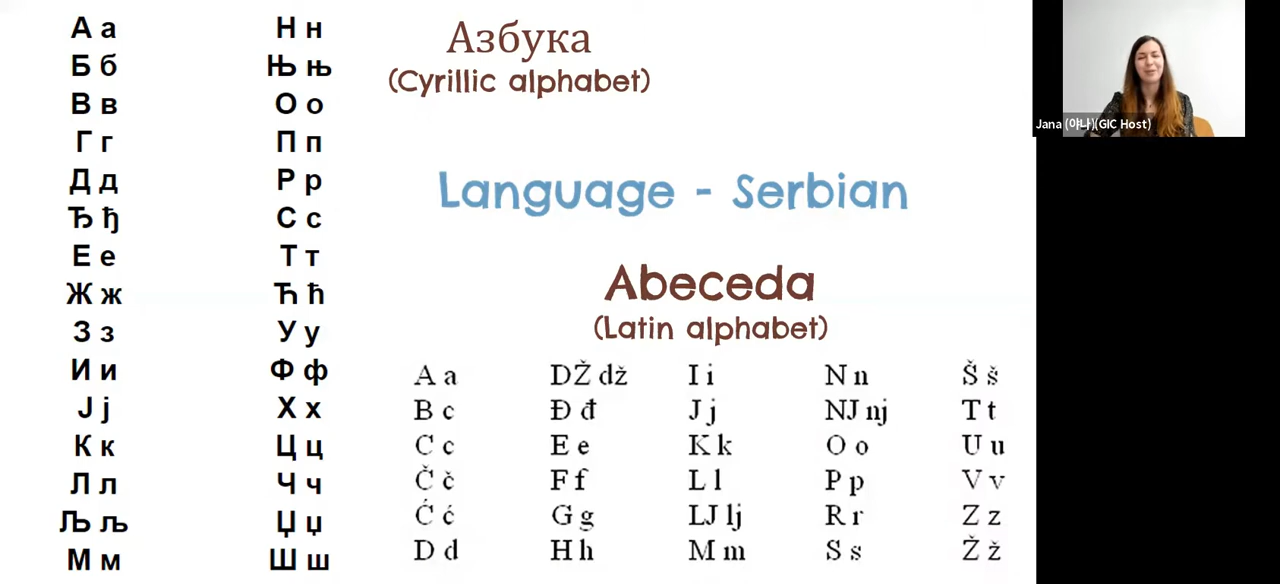 А а
Б б
В в
Г г
Д д
Ђ ђ
Е е
Ж ж
З з
И и
Ј ј
К к
Л л
Љ љ
М м
Н н
Њ њ
О о
П п
Р р
С с
Т т
Ћ ћ
У у
Ф ф
Х х
Ц ц
Ч ч
Џ џ
Ш ш
Азбука
(Cyrillic alphabet)
Language - Serbian
Abeceda
(Latin alphabet)
A a
B c
C c
Č č
Ć ć
D d
DŽ dž
Đ đ
E e
F f
G g
H h
I i
J j
K k
L l
LJ lj
M m
N n
NJ nj
O o
P p
R r
S s
Š š
T t
U u
V v
Z z
Ž ž
Jana (야나)(GIC Host)